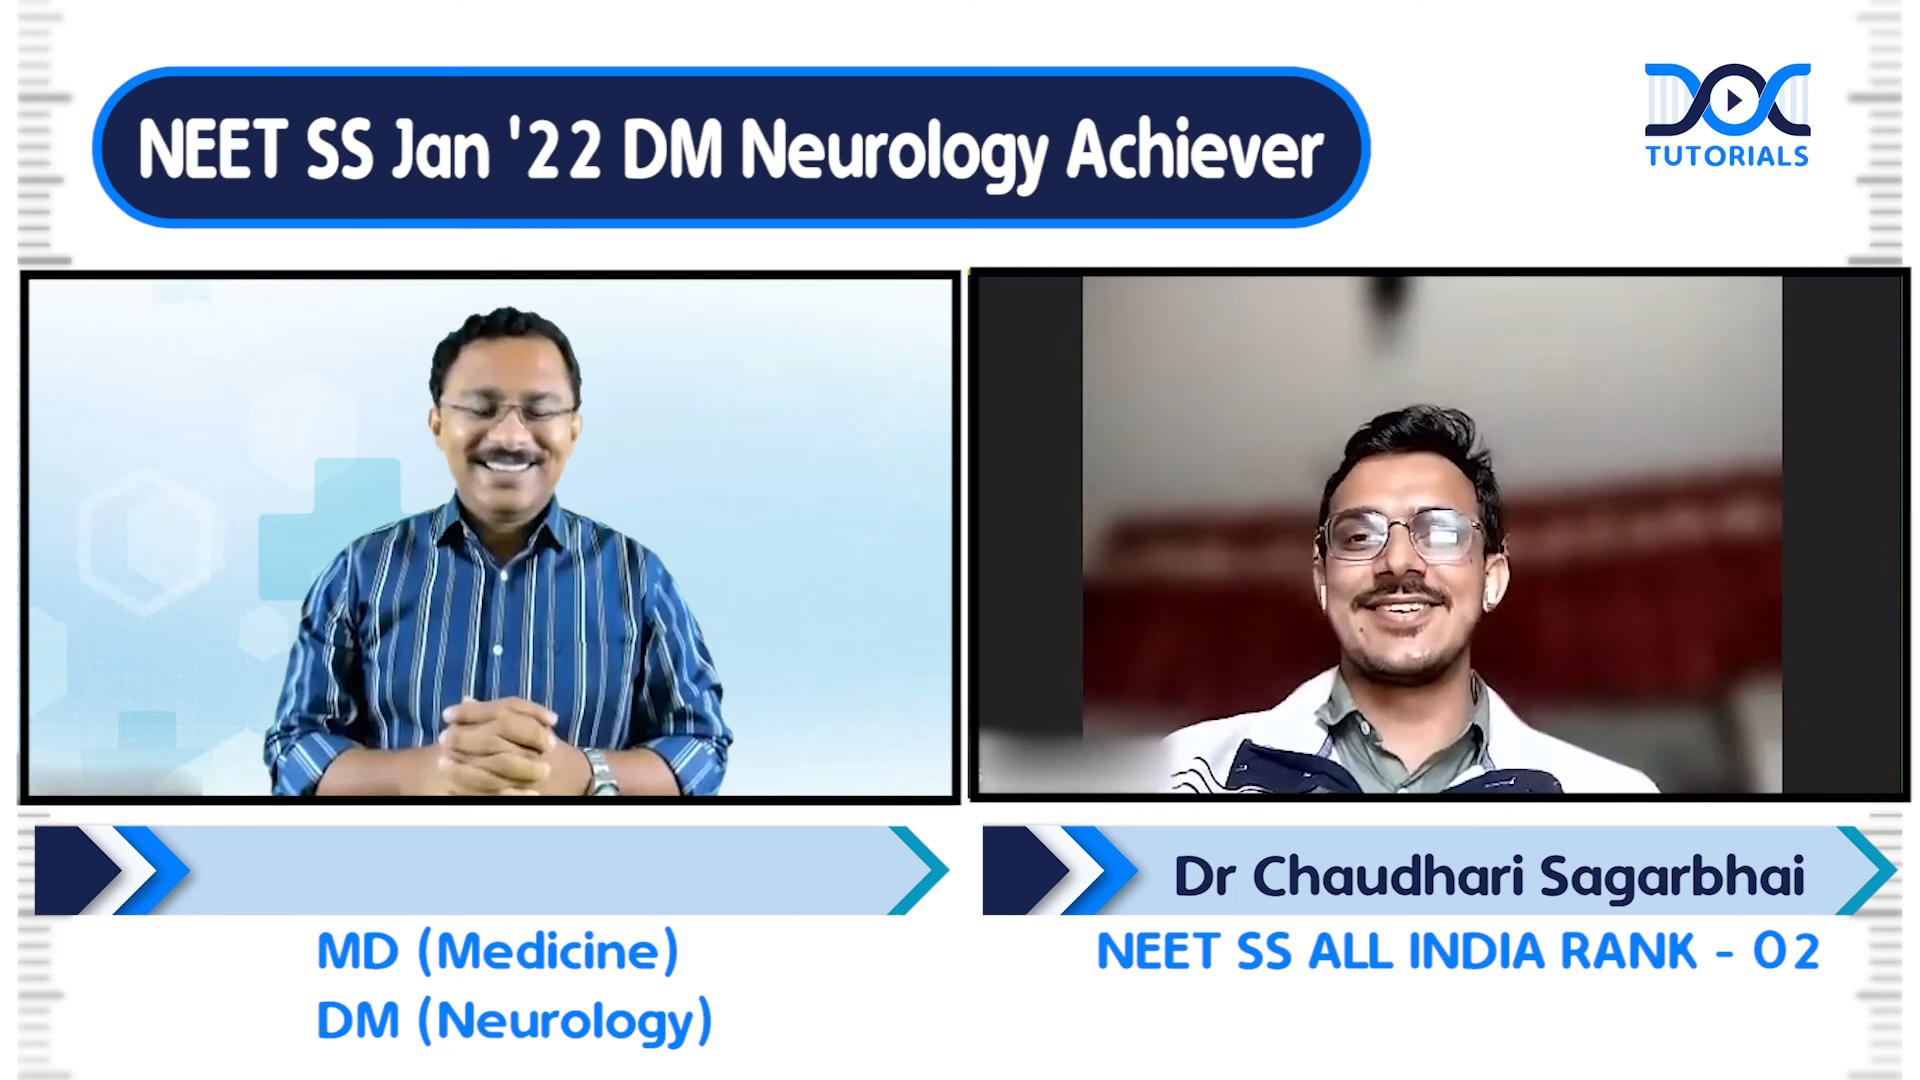 NEET SS Jan '22 DM Neurology Achiever
DOC
TUTORIALS
Dr Chaudhari Sagarbhai
MD (Medicine)
DM (Neurology)
NEET SS ALL INDIA RANK - 02